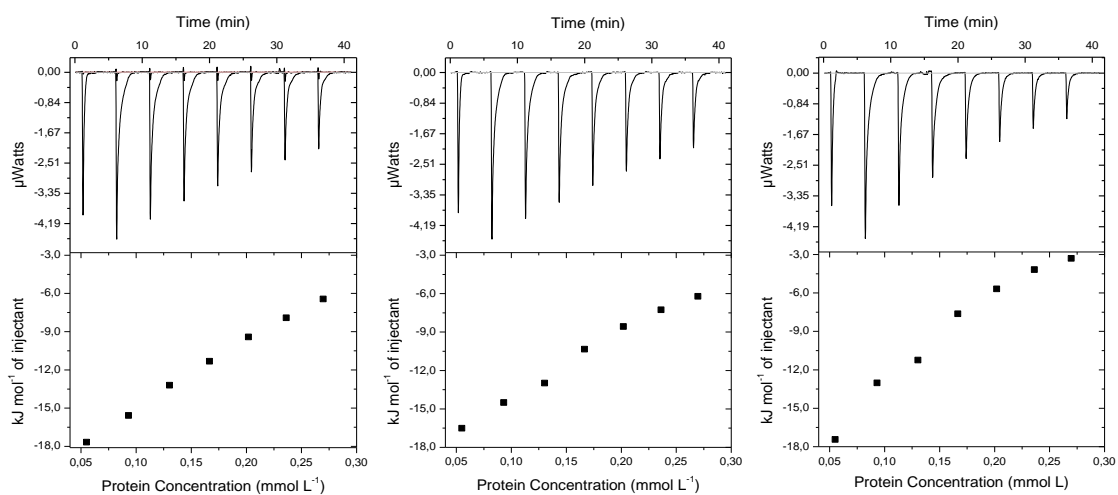 Time (min)
0 10 20 30 40
0,00
-0,84
-1,67
-2,51
-3,35
-4,19
µWatts
-3,0
-6,0
-9,0
-12,0
-15,0
-18,0
kJ mol⁻¹ of injectant
0,05 0,10 0,15 0,20 0,25 0,30
Protein Concentration (mmol L⁻¹)
Time (min)
0 10 20 30 40
0,00
-0,84
-1,67
-2,51
-3,35
-4,19
µWatts
-3,0
-6,0
-9,0
-12,0
-15,0
-18,0
kJ mol⁻¹ of injectant
0,05 0,10 0,15 0,20 0,25 0,30
Protein Concentration (mmol L⁻¹)
Time (min)
0 10 20 30 40
0,00
-0,84
-1,67
-2,51
-3,35
-4,19
µWatts
-3,0
-6,0
-9,0
-12,0
-15,0
-18,0
kJ mol⁻¹ of injectant
0,05 0,10 0,15 0,20 0,25 0,30
Protein Concentration (mmol L)